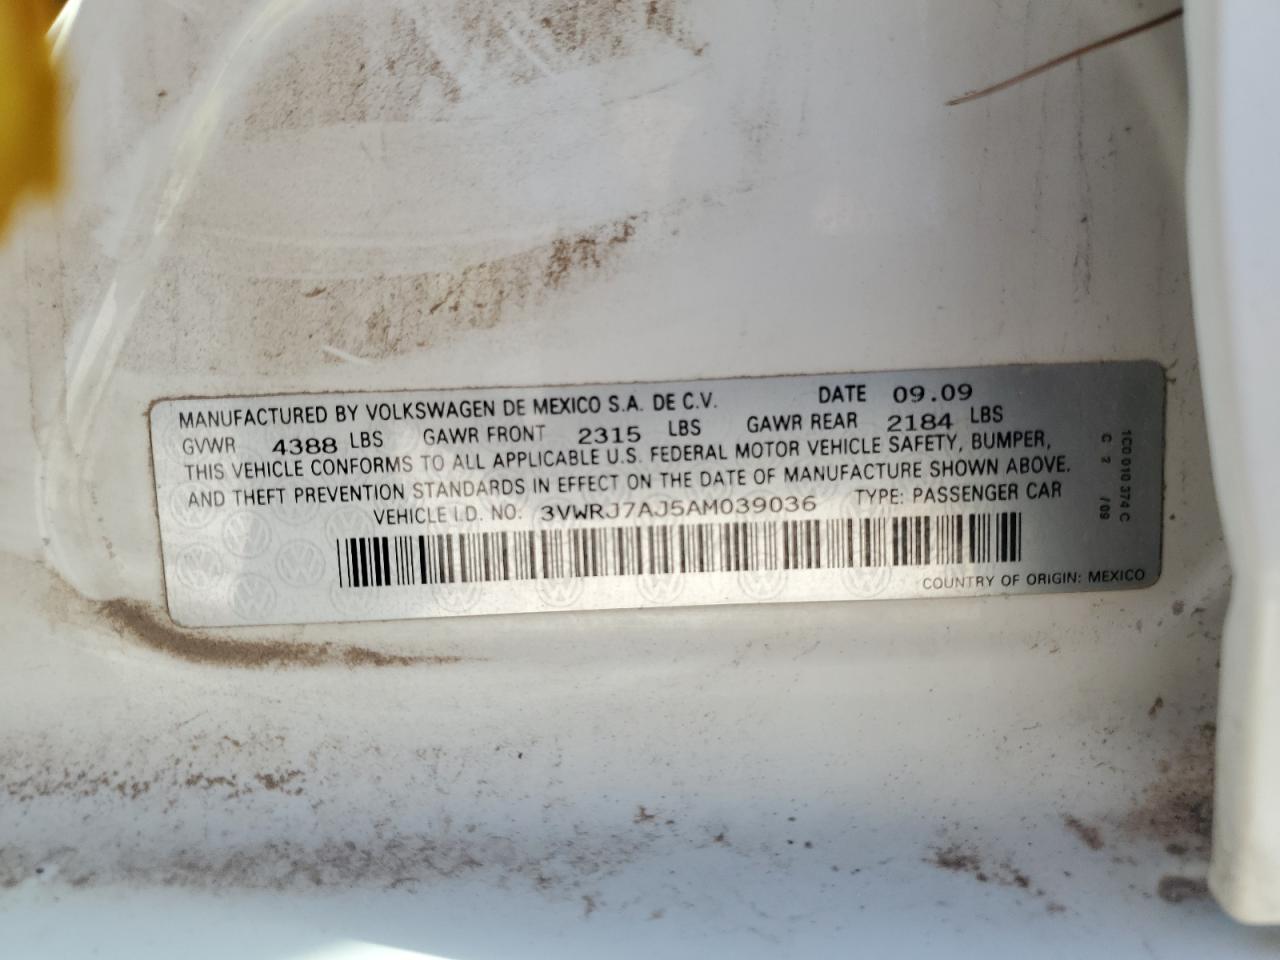 MANUFACTURED BY VOLKSWAGEN DE MEXICO S.A. DE C.V. DATE 09.09
GVWR 4388 LBS GAWR FRONT 2315 LBS GAWR REAR 2184 LBS
THIS VEHICLE CONFORMS TO ALL APPLICABLE U.S. FEDERAL MOTOR VEHICLE SAFETY, BUMPER,
AND THEFT PREVENTION STANDARDS IN EFFECT ON THE DATE OF MANUFACTURE SHOWN ABOVE.
VEHICLE I.D. NO.: 3VWRJ7AJ5AM039036 TYPE: PASSENGER CAR
COUNTRY OF ORIGIN: MEXICO
1C0 010 374 C
C 2 /09